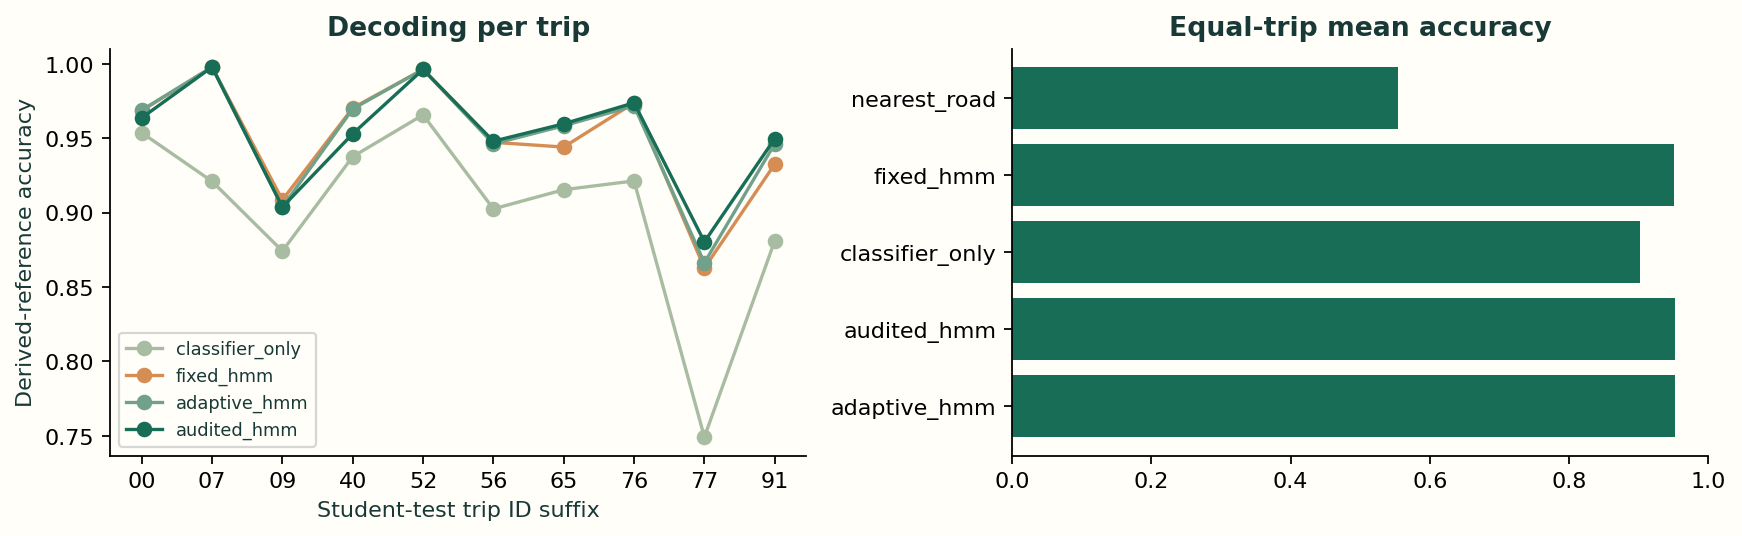 Decoding per trip
Derived-reference accuracy
1.00
0.95
0.90
0.85
0.80
0.75
classifier_only
fixed_hmm
adaptive_hmm
audited_hmm
00 07 09 40 52 56 65 76 77 91
Student-test trip ID suffix
Equal-trip mean accuracy
nearest_road
fixed_hmm
classifier_only
audited_hmm
adaptive_hmm
0.0 0.2 0.4 0.6 0.8 1.0